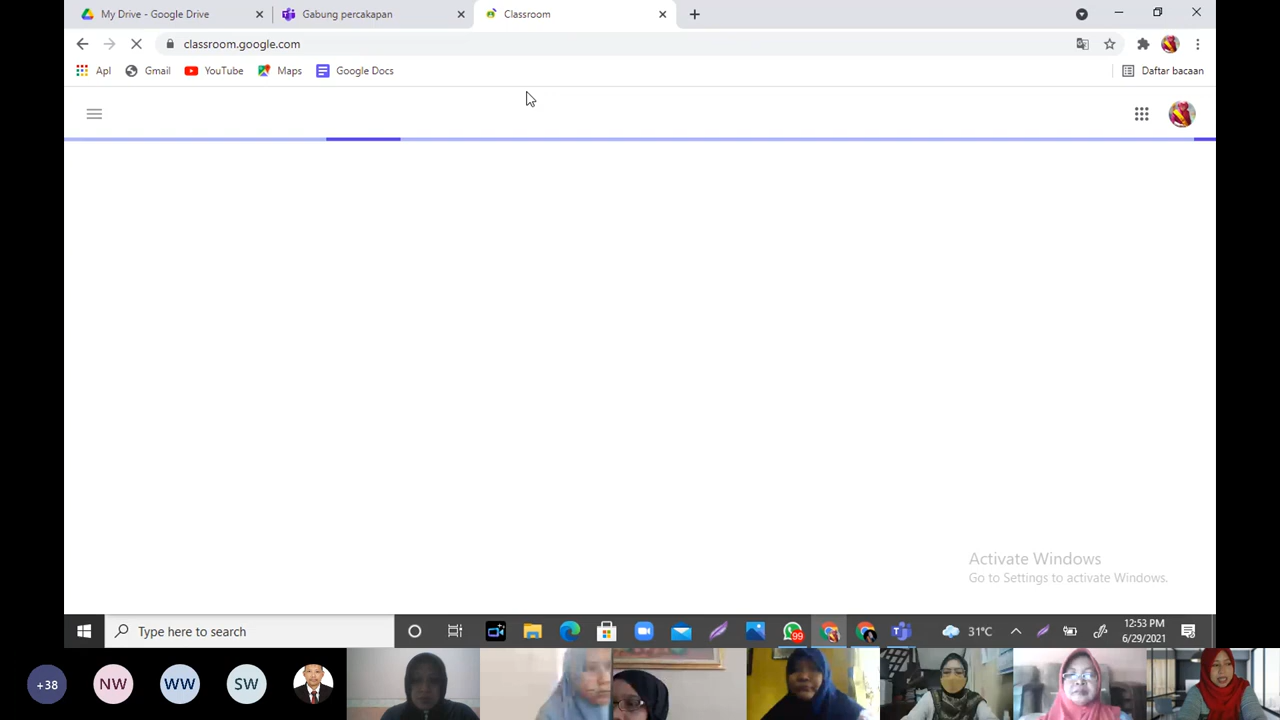 My Drive - Google Drive
Gabung percakapan
Classroom
classroom.google.com
Apl
Gmail
YouTube
Maps
Google Docs
Daftar bacaan
Activate Windows
Go to Settings to activate Windows.
Type here to search
99
31°C
12:53 PM
6/29/2021
+38
NW
WW
SW